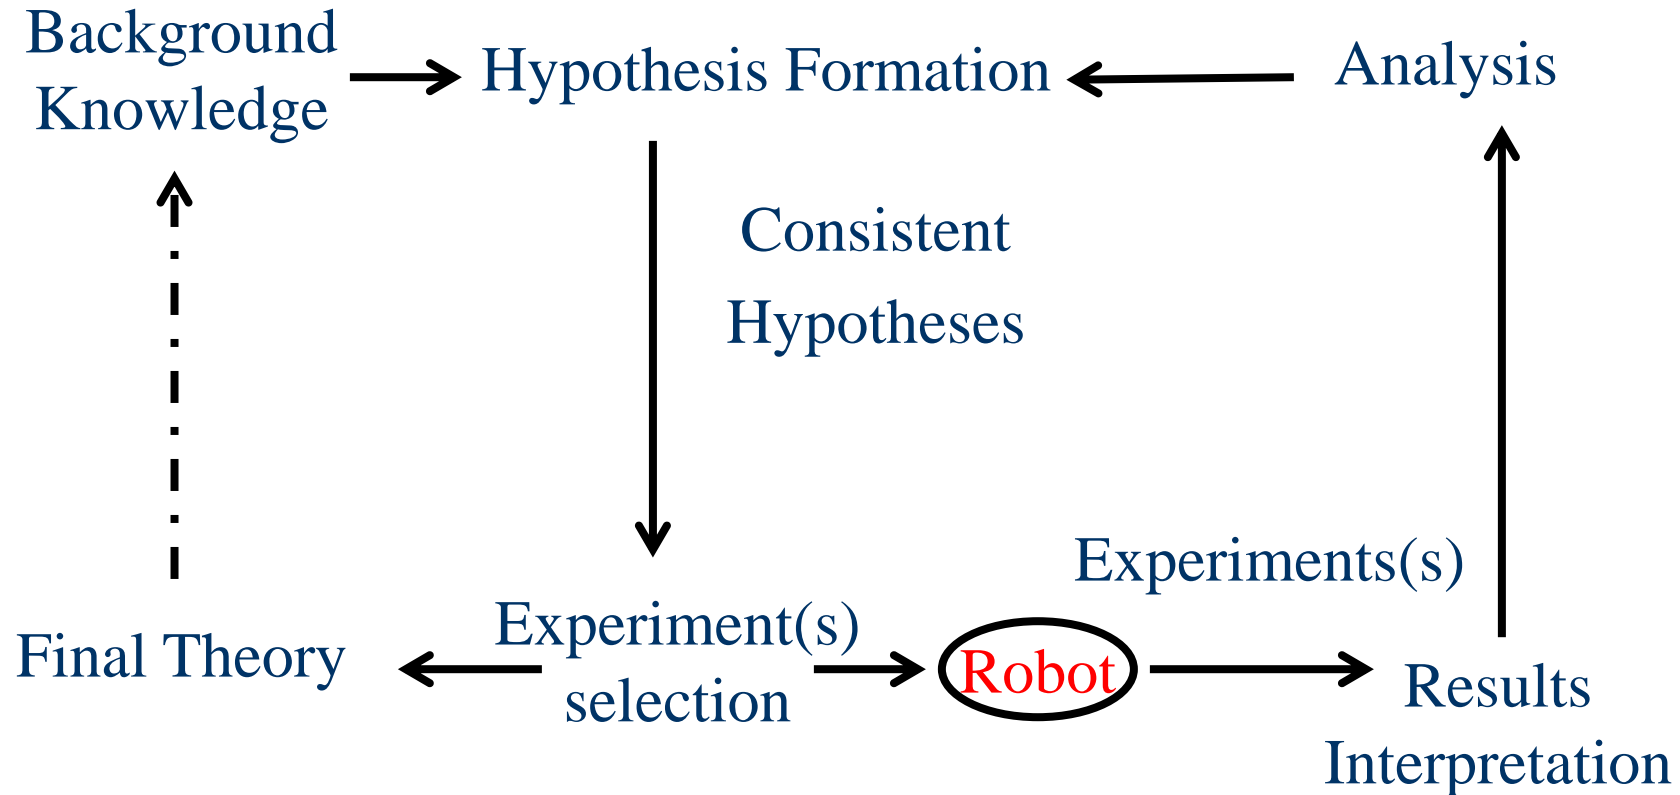 Background
Knowledge
Hypothesis Formation
Analysis
Consistent
Hypotheses
Experiments(s)
Final Theory
Experiment(s)
selection
Robot
Results
Interpretation